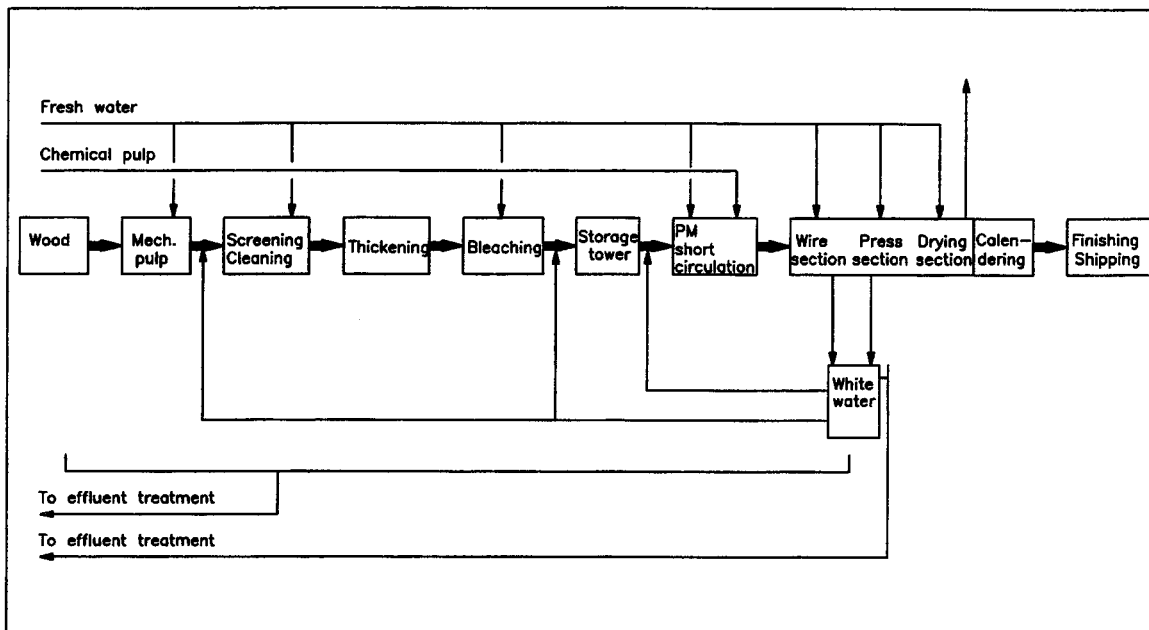 Fresh water
Chemical pulp
Wood
Mech.
pulp
Screening
Cleaning
Thickening
Bleaching
Storage
tower
PM
short
circulation
Wire
section
Press
section
Drying
section
Calen-
dering
Finishing
Shipping
White
water
To effluent treatment
To effluent treatment